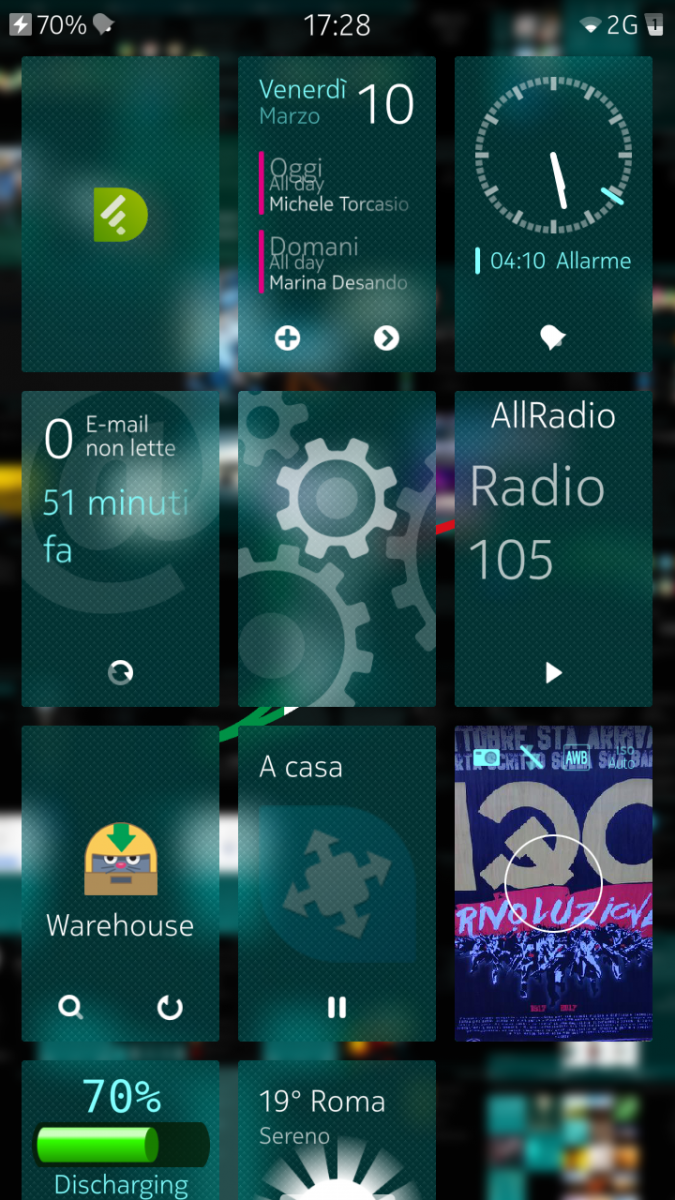 70%
17:28
2G
1
Venerdì
Marzo
10
Oggi
All day
Michele Torcasio
Domani
All day
Marina Desando
04:10 Allarme
0
E-mail
non lette
51 minuti
fa
AllRadio
Radio
105
Warehouse
A casa
AWB
Iso
Auto
RIVOLUZIONA
70%
Discharging
19° Roma
Sereno